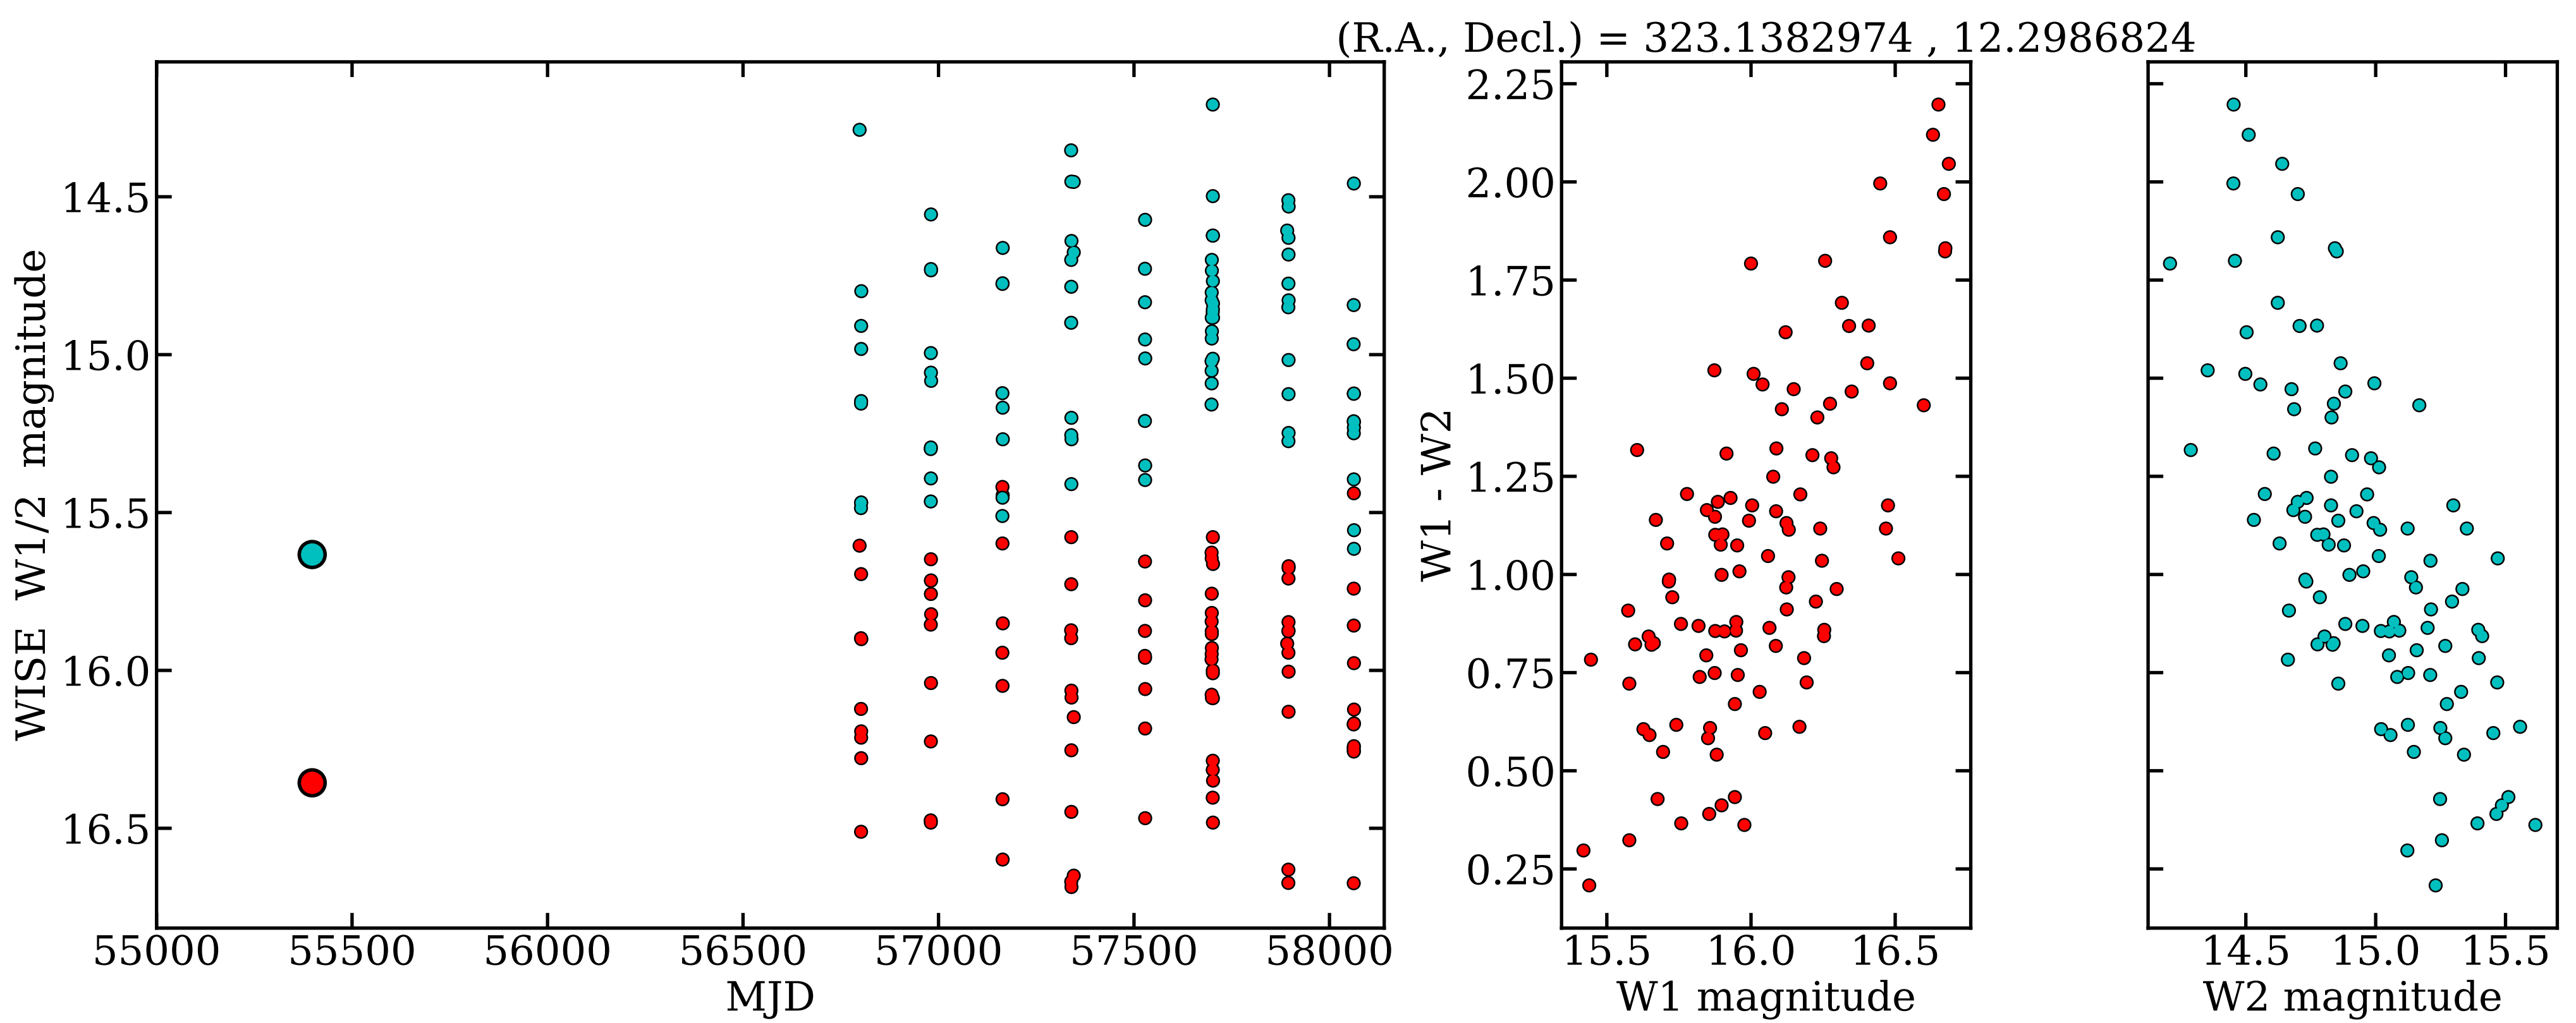 (R.A., Decl.) = 323.1382974 , 12.2986824
WISE W1/2 magnitude
14.5
15.0
15.5
16.0
16.5
55000 55500 56000 56500 57000 57500 58000
MJD
W1 - W2
2.25
2.00
1.75
1.50
1.25
1.00
0.75
0.50
0.25
15.5 16.0 16.5
W1 magnitude
14.5 15.0 15.5
W2 magnitude